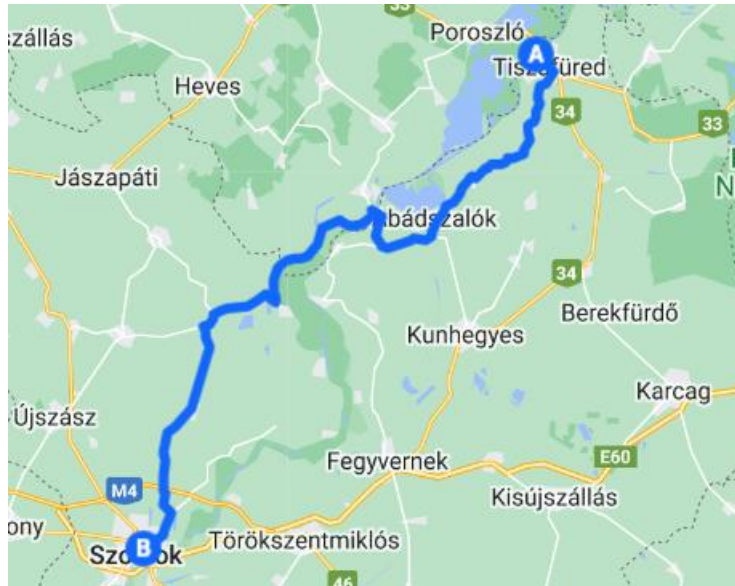 33
Poroszló
szállás
A
Tiszafüred
Heves
34
33
N
Jászapáti
bádszalók
34
Berekfürdő
Kunhegyes
Karcag
Újszász
Fegyvernek
E60
M4
Kisújszállás
ony
B
Törökszentmiklós
46